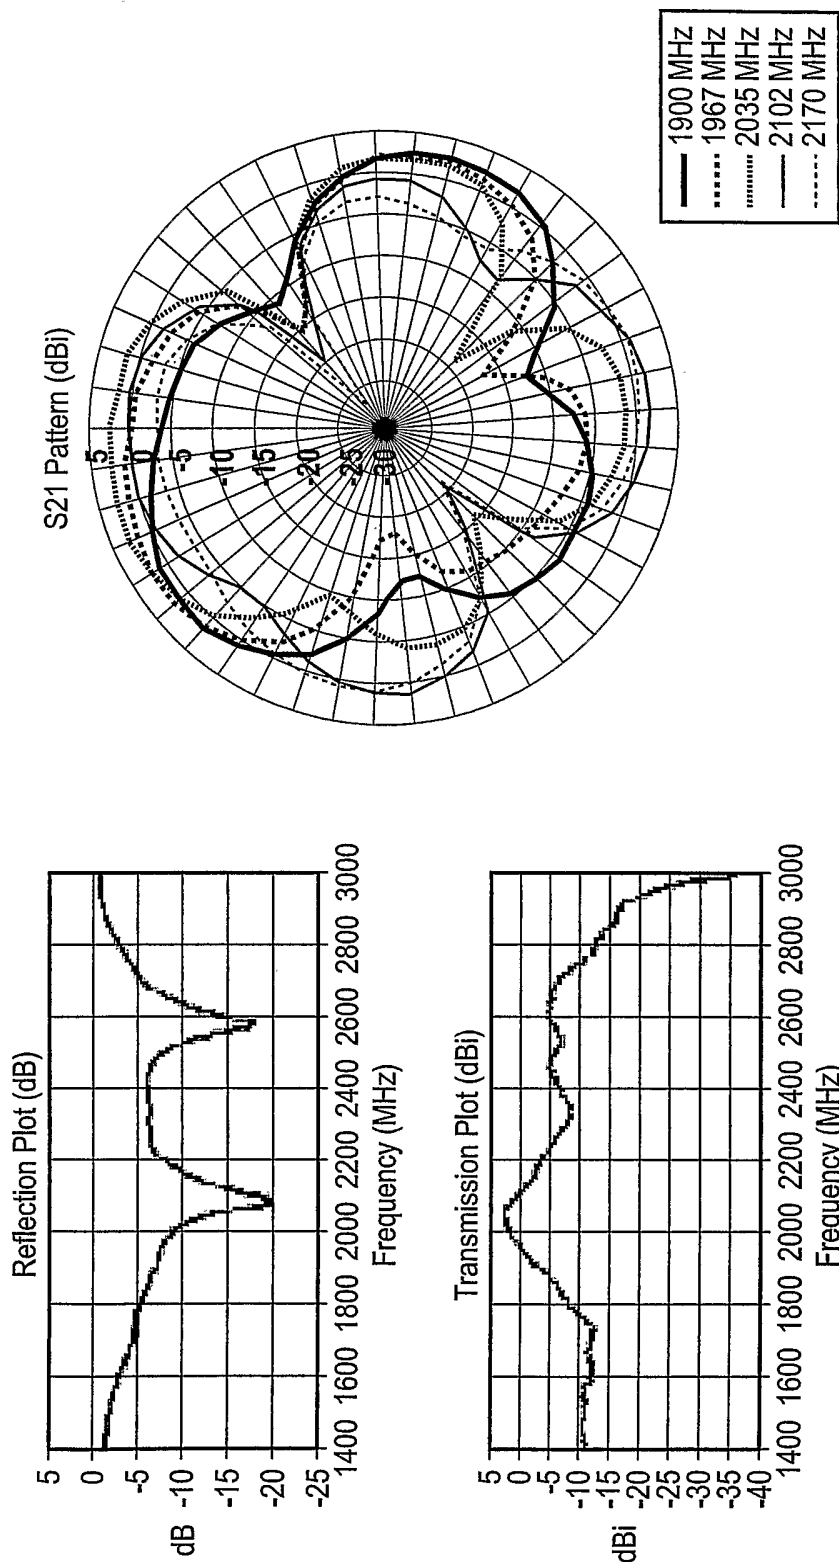 Reflection Plot (dB)
5
0
-5
-10
-15
-20
-25
dB
1400 1600 1800 2000 2200 2400 2600 2800 3000
Frequency (MHz)
Transmission Plot (dBi)
5
0
-5
-10
-15
-20
-25
-30
-35
-40
dBi
1400 1600 1800 2000 2200 2400 2600 2800 3000
Frequency (MHz)
S21 Pattern (dBi)
5
0
-5
-10
-15
-20
-25
-30
1900 MHz
1967 MHz
2035 MHz
2102 MHz
2170 MHz